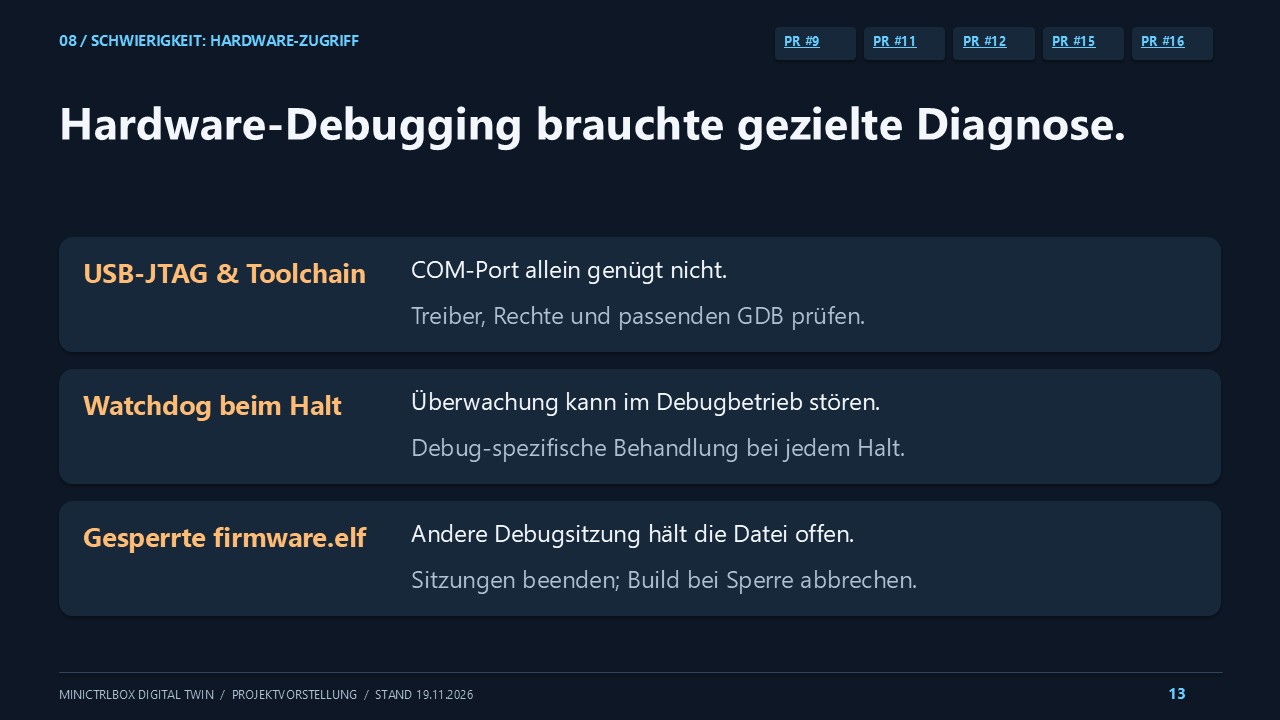 08 / SCHWIERIGKEIT: HARDWARE-ZUGRIFF
PR #9
PR #11
PR #12
PR #15
PR #16
Hardware-Debugging brauchte gezielte Diagnose.
USB-JTAG & Toolchain
COM-Port allein genügt nicht.
Treiber, Rechte und passenden GDB prüfen.
Watchdog beim Halt
Überwachung kann im Debugbetrieb stören.
Debug-spezifische Behandlung bei jedem Halt.
Gesperrte firmware.elf
Andere Debugsitzung hält die Datei offen.
Sitzungen beenden; Build bei Sperre abbrechen.
MINICTRLBOX DIGITAL TWIN / PROJEKTVORSTELLUNG / STAND 19.11.2026
13